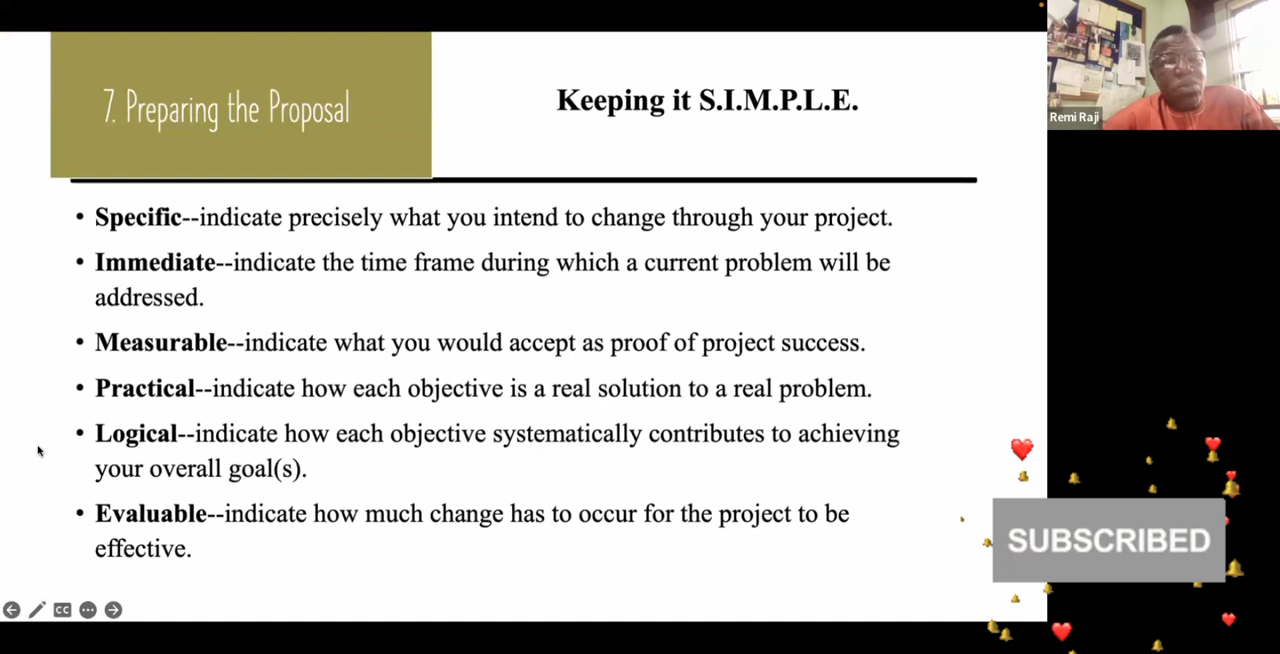 7. Preparing the Proposal
Keeping it S.I.M.P.L.E.
Remi Raji
• Specific--indicate precisely what you intend to change through your project.
• Immediate--indicate the time frame during which a current problem will be
addressed.
• Measurable--indicate what you would accept as proof of project success.
• Practical--indicate how each objective is a real solution to a real problem.
• Logical--indicate how each objective systematically contributes to achieving
your overall goal(s).
• Evaluable--indicate how much change has to occur for the project to be
effective.
SUBSCRIBED
CC